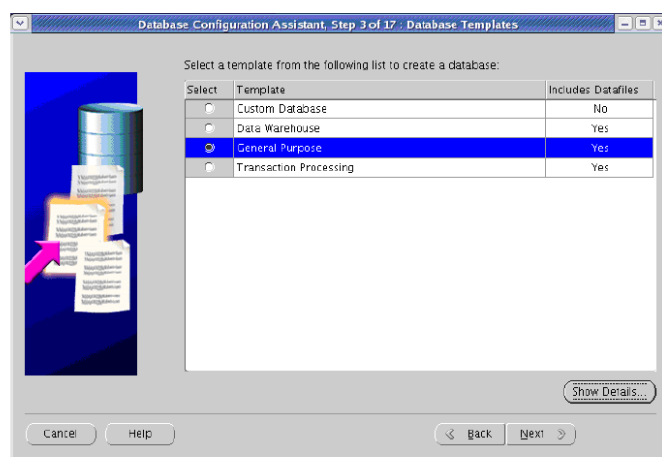 Database Configuration Assistant, Step 3 of 17 : Database Templates
Select a template from the following list to create a database:
Select Template Includes Datafiles
Custom Database No
Data Warehouse Yes
General Purpose Yes
Transaction Processing Yes
Show Details...
Cancel Help Back Next